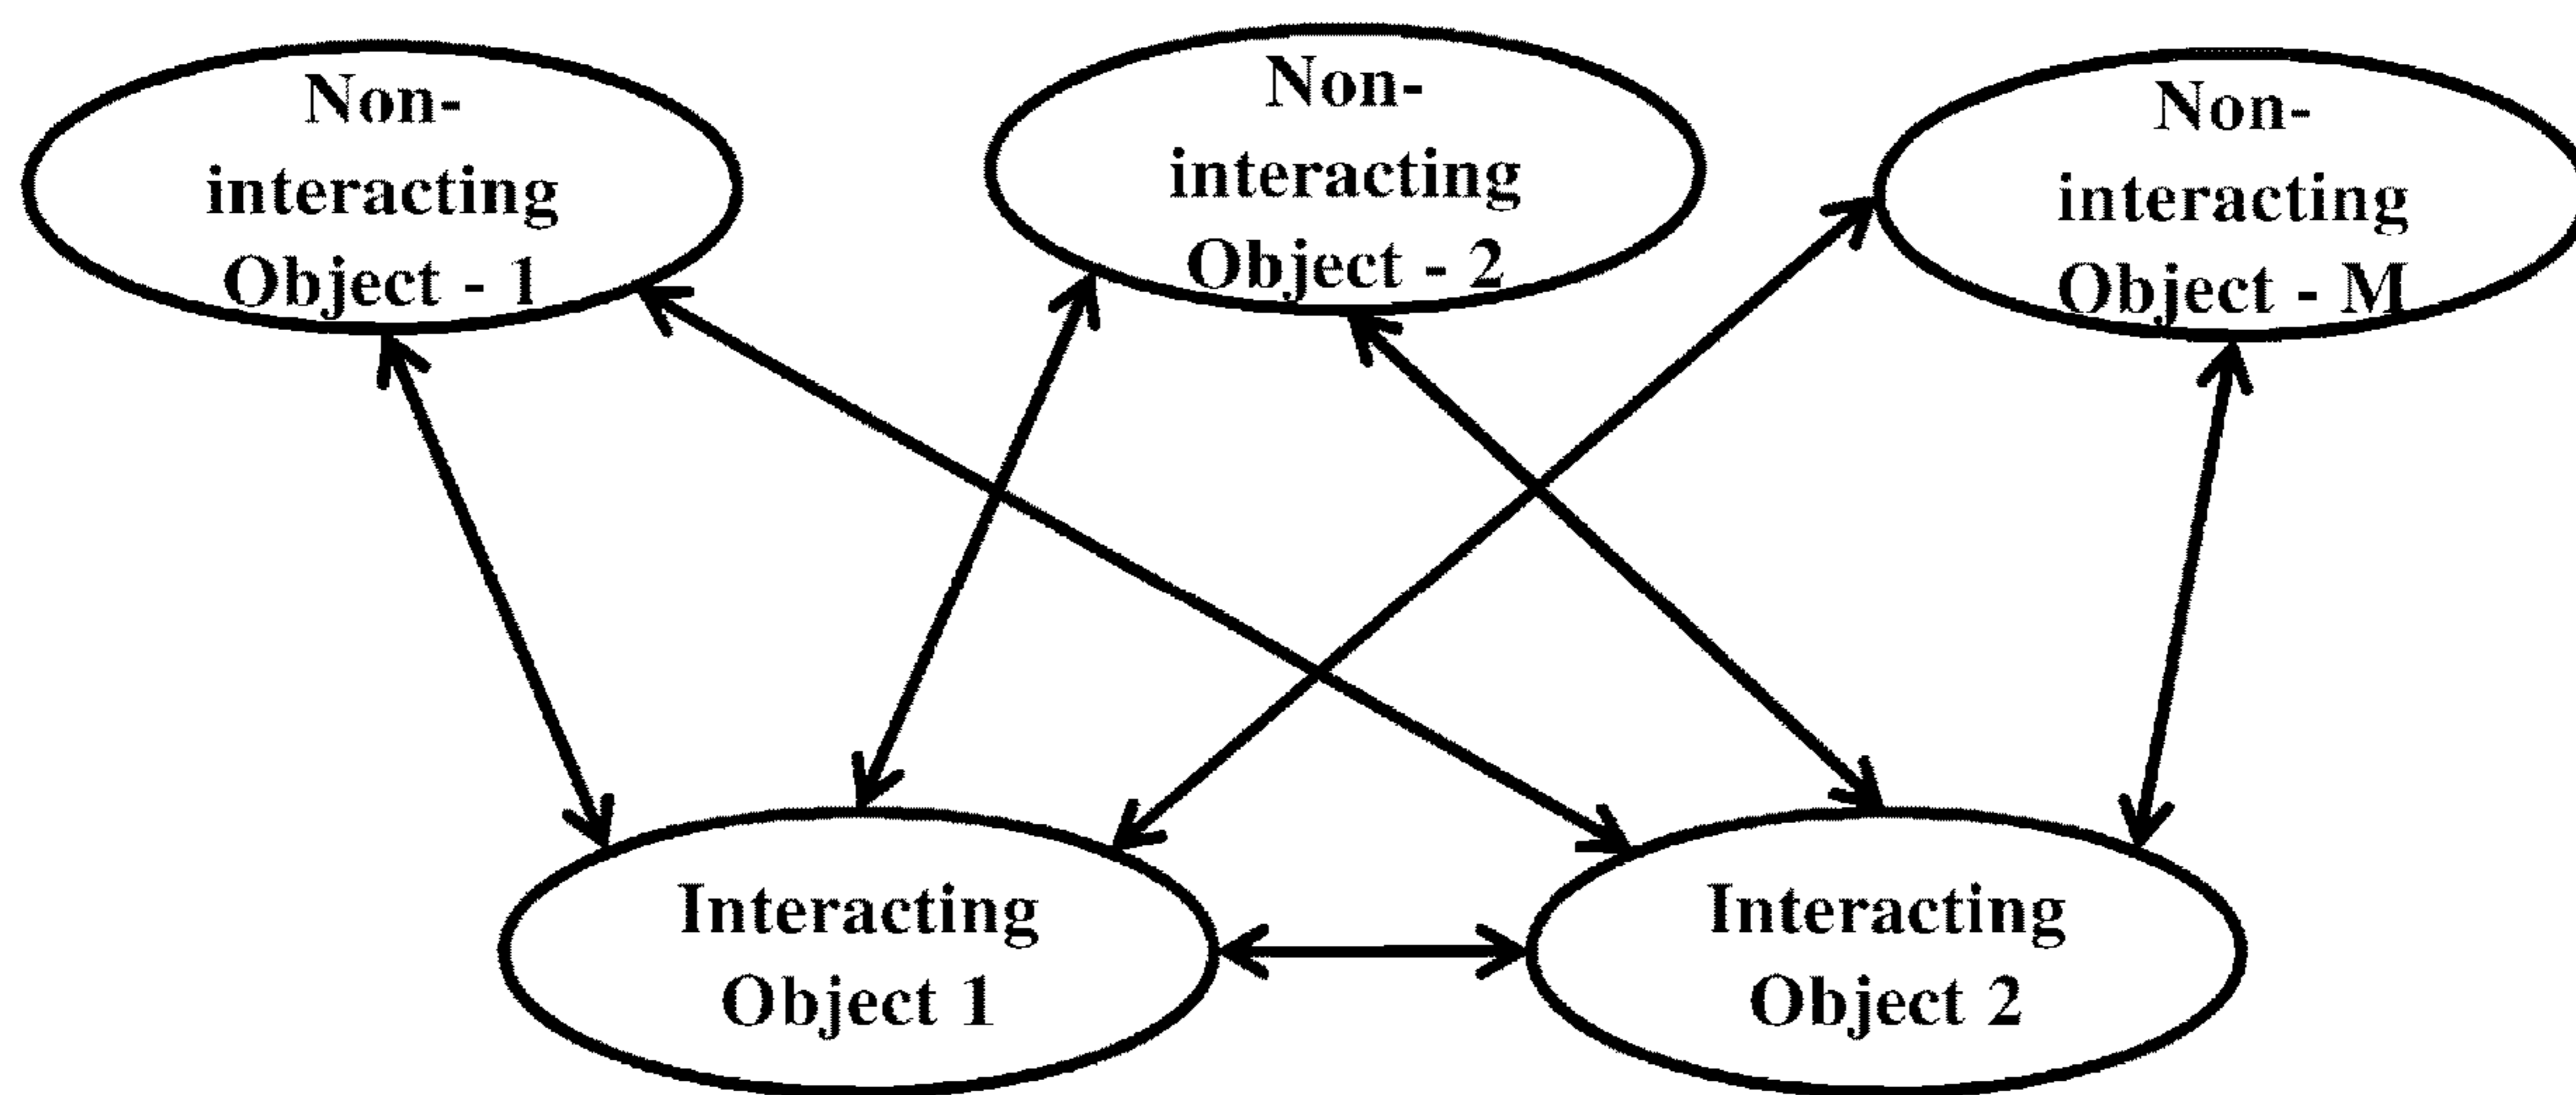 Non-
interacting
Object - 1
Non-
interacting
Object - 2
Non-
interacting
Object - M
Interacting
Object 1
Interacting
Object 2